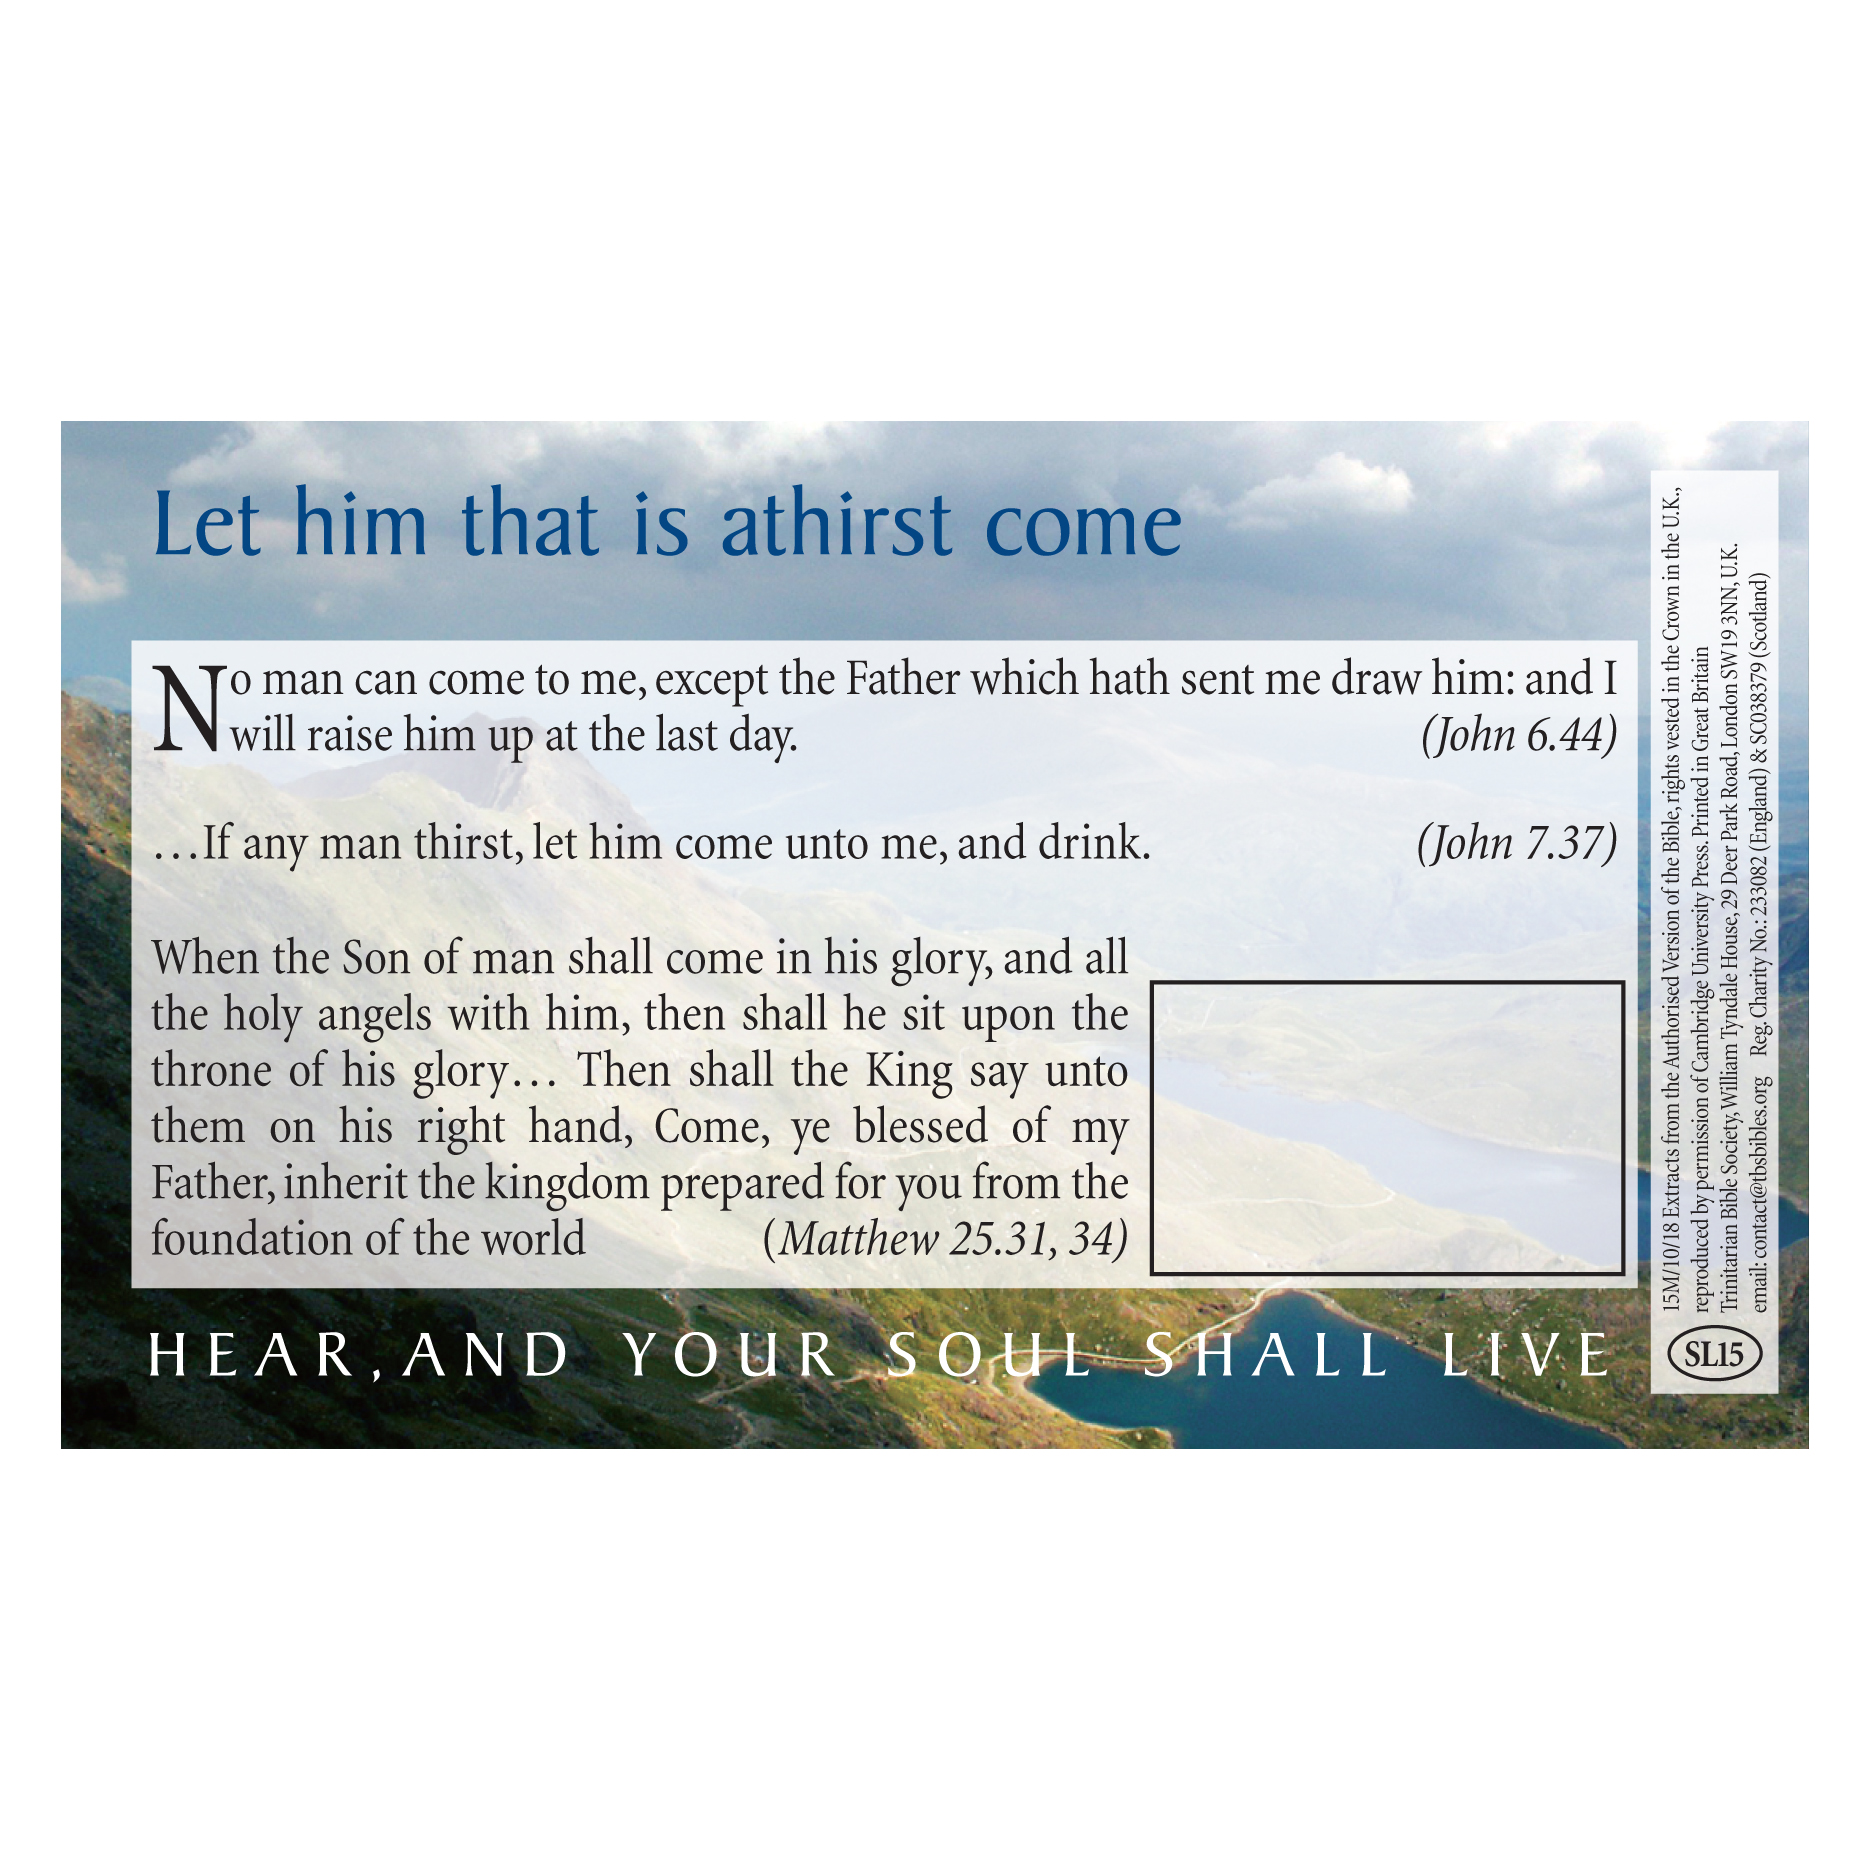 Let him that is athirst come
No man can come to me, except the Father which hath sent me draw him: and I
will raise him up at the last day. (John 6.44)
…If any man thirst, let him come unto me, and drink. (John 7.37)
When the Son of man shall come in his glory, and all
the holy angels with him, then shall he sit upon the
throne of his glory… Then shall the King say unto
them on his right hand, Come, ye blessed of my
Father, inherit the kingdom prepared for you from the
foundation of the world (Matthew 25.31, 34)
HEAR, AND YOUR SOUL SHALL LIVE
15M/10/18 Extracts from the Authorised Version of the Bible, rights vested in the Crown in the U.K.,
reproduced by permission of Cambridge University Press. Printed in Great Britain
Trinitarian Bible Society, William Tyndale House, 29 Deer Park Road, London SW19 3NN, U.K.
email: contact@tbsbibles.org Reg. Charity No.: 233082 (England) & SC038379 (Scotland)
SL15